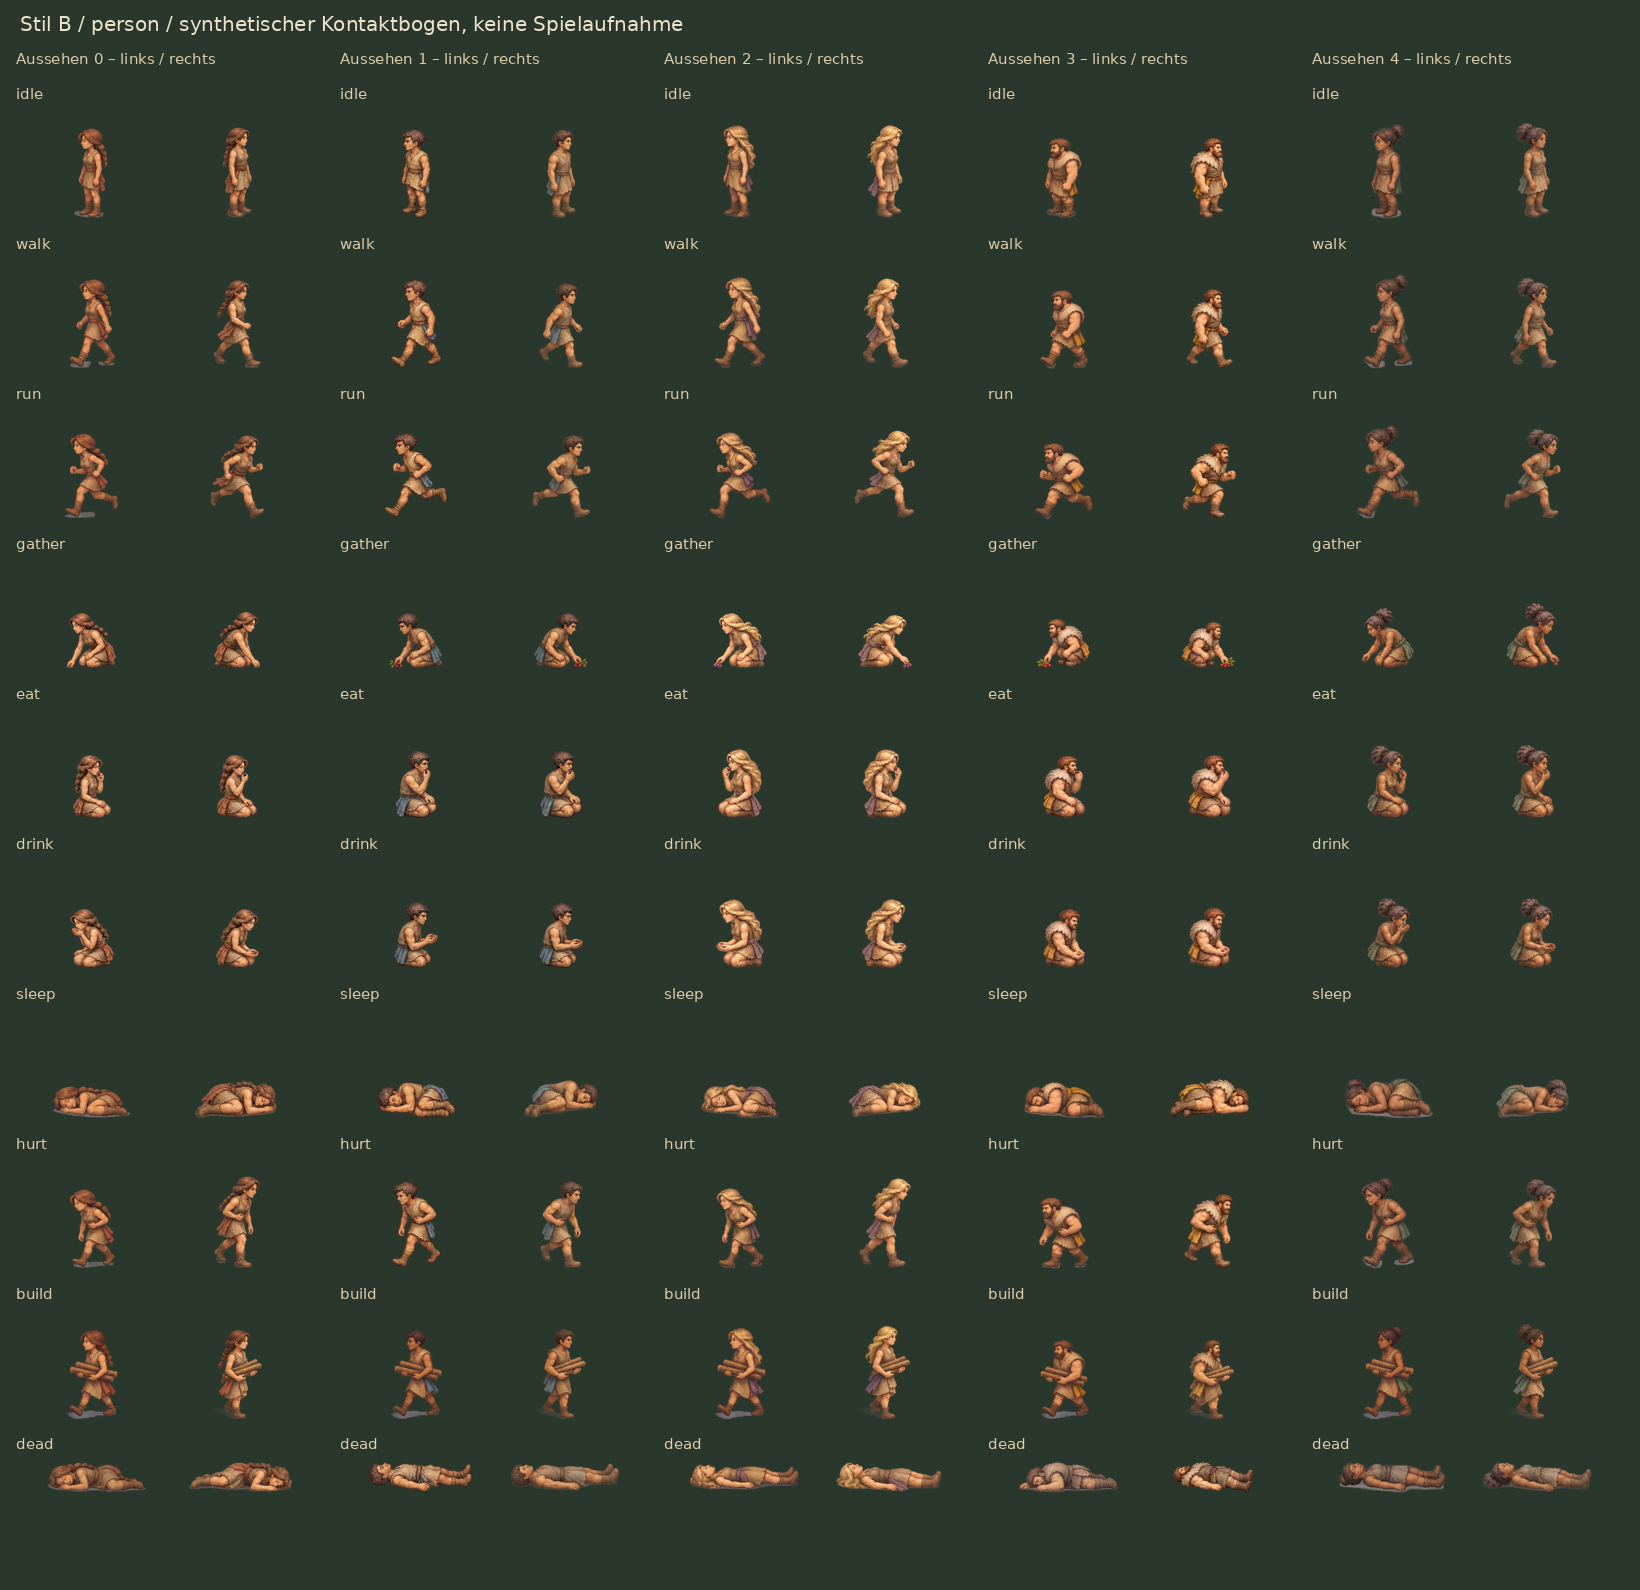 Stil B / person / synthetischer Kontaktbogen, keine Spielaufnahme
Aussehen 0 – links / rechts Aussehen 1 – links / rechts Aussehen 2 – links / rechts Aussehen 3 – links / rechts Aussehen 4 – links / rechts
idle idle idle idle idle
walk walk walk walk walk
run run run run run
gather gather gather gather gather
eat eat eat eat eat
drink drink drink drink drink
sleep sleep sleep sleep sleep
hurt hurt hurt hurt hurt
build build build build build
dead dead dead dead dead